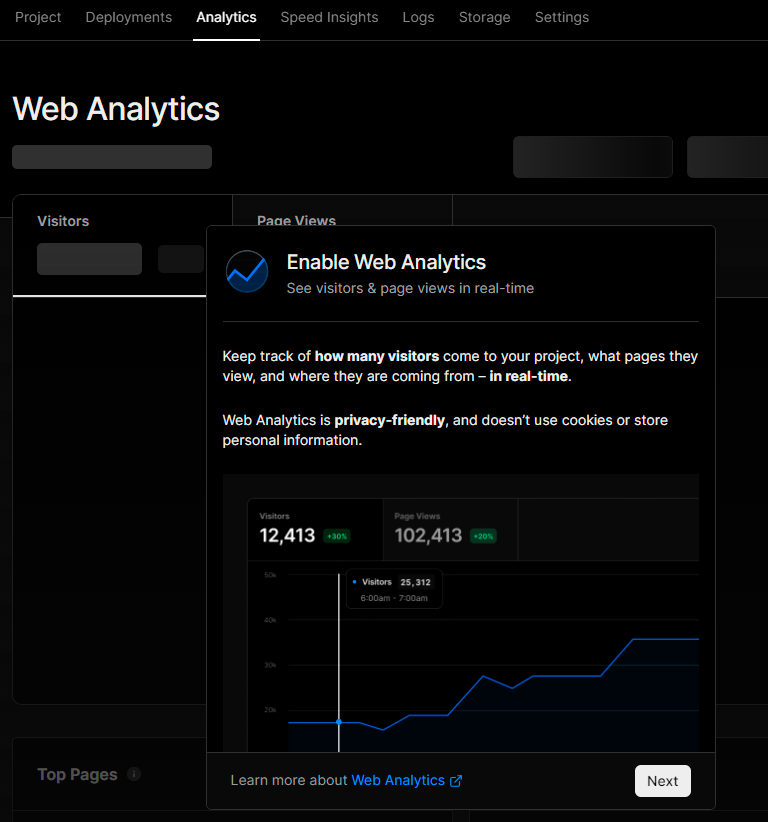 Project Deployments Analytics Speed Insights Logs Storage Settings
Web Analytics
Visitors Page Views
Enable Web Analytics
See visitors & page views in real-time
Keep track of how many visitors come to your project, what pages they
view, and where they are coming from – in real-time.
Web Analytics is privacy-friendly, and doesn’t use cookies or store
personal information.
Visitors Page Views
12,413 +30% 102,413 +20%
50k
Visitors 25,312
6:00am - 7:00am
40k
30k
20k
Top Pages
Learn more about Web Analytics
Next